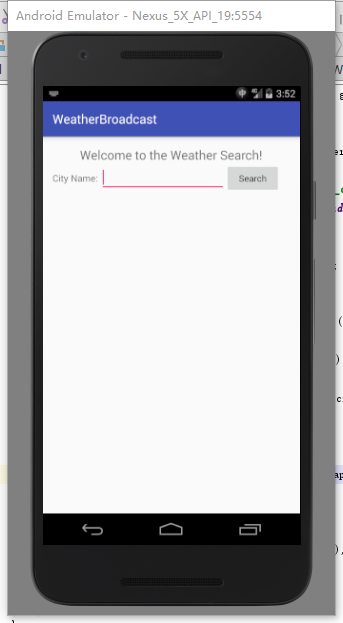 Android Emulator - Nexus_5X_API_19:5554
3:52
WeatherBroadcast
Welcome to the Weather Search!
City Name:
Search